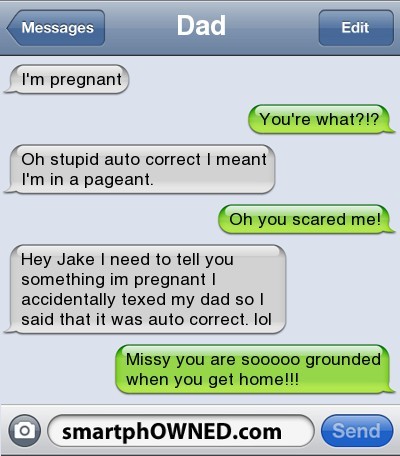 Messages
Dad
Edit
I'm pregnant
You're what?!?
Oh stupid auto correct I meant
I'm in a pageant.
Oh you scared me!
Hey Jake I need to tell you
something im pregnant I
accidentally texed my dad so I
said that it was auto correct. lol
Missy you are sooooo grounded
when you get home!!!
smartphOWNED.com
Send